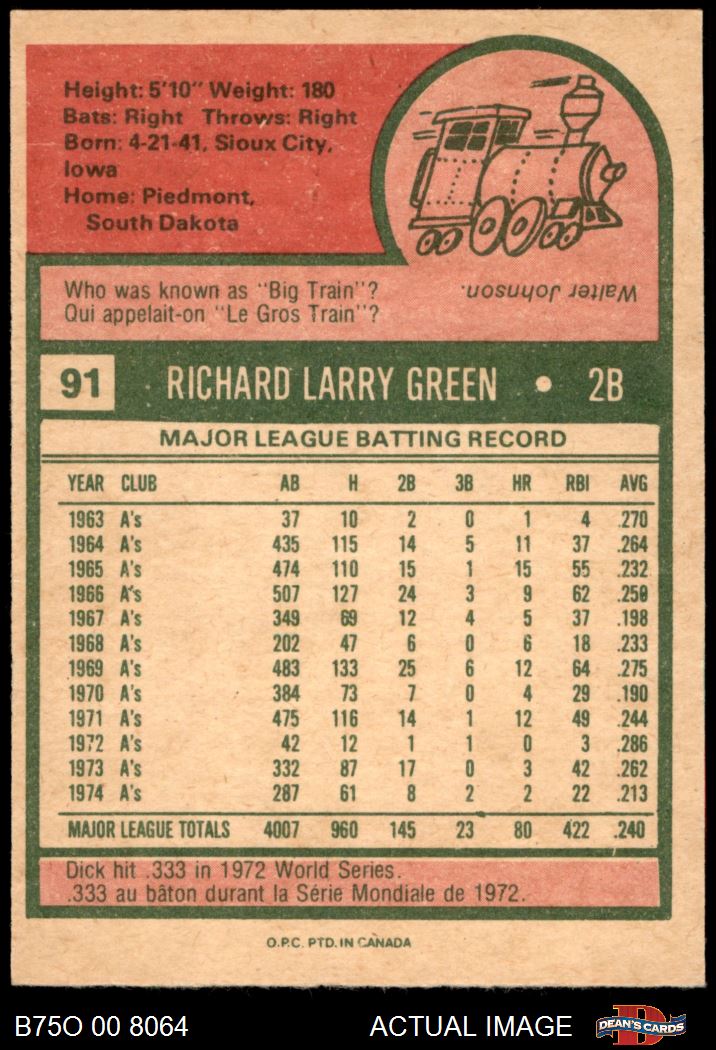 Height: 5'10" Weight: 180
Bats: Right Throws: Right
Born: 4-21-41, Sioux City,
Iowa
Home: Piedmont,
South Dakota
Who was known as "Big Train"?
Qui appelait-on "Le Gros Train"?
Walter Johnson.
91 RICHARD LARRY GREEN • 2B
MAJOR LEAGUE BATTING RECORD
YEAR CLUB AB H 2B 3B HR RBI AVG
1963 A's 37 10 2 0 1 4 .270
1964 A's 435 115 14 5 11 37 .264
1965 A's 474 110 15 1 15 55 .232
1966 A's 507 127 24 3 9 62 .250
1967 A's 349 69 12 4 5 37 .198
1968 A's 202 47 6 0 6 18 .233
1969 A's 483 133 25 6 12 64 .275
1970 A's 384 73 7 0 4 29 .190
1971 A's 475 116 14 1 12 49 .244
1972 A's 42 12 1 1 0 3 .286
1973 A's 332 87 17 0 3 42 .262
1974 A's 287 61 8 2 2 22 .213
MAJOR LEAGUE TOTALS 4007 960 145 23 80 422 .240
Dick hit .333 in 1972 World Series.
.333 au bâton durant la Série Mondiale de 1972.
O.P.C. PTD. IN CANADA
B75O 00 8064 ACTUAL IMAGE DEAN'S CARDS